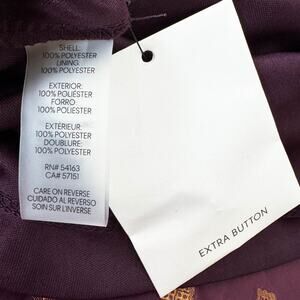 SHELL:
100% POLYESTER
LINING
100% POLYESTER
EXTERIOR:
100% POLIÉSTER
FORRO:
100% POLIÉSTER
EXTÉRIEUR:
100% POLYESTER
DOUBLURE:
100% POLYESTER
RN# 54163
CA# 57151
CARE ON REVERSE
CUIDADO AL REVERSO
SOIN SUR L'INVERSE
EXTRA BUTTON